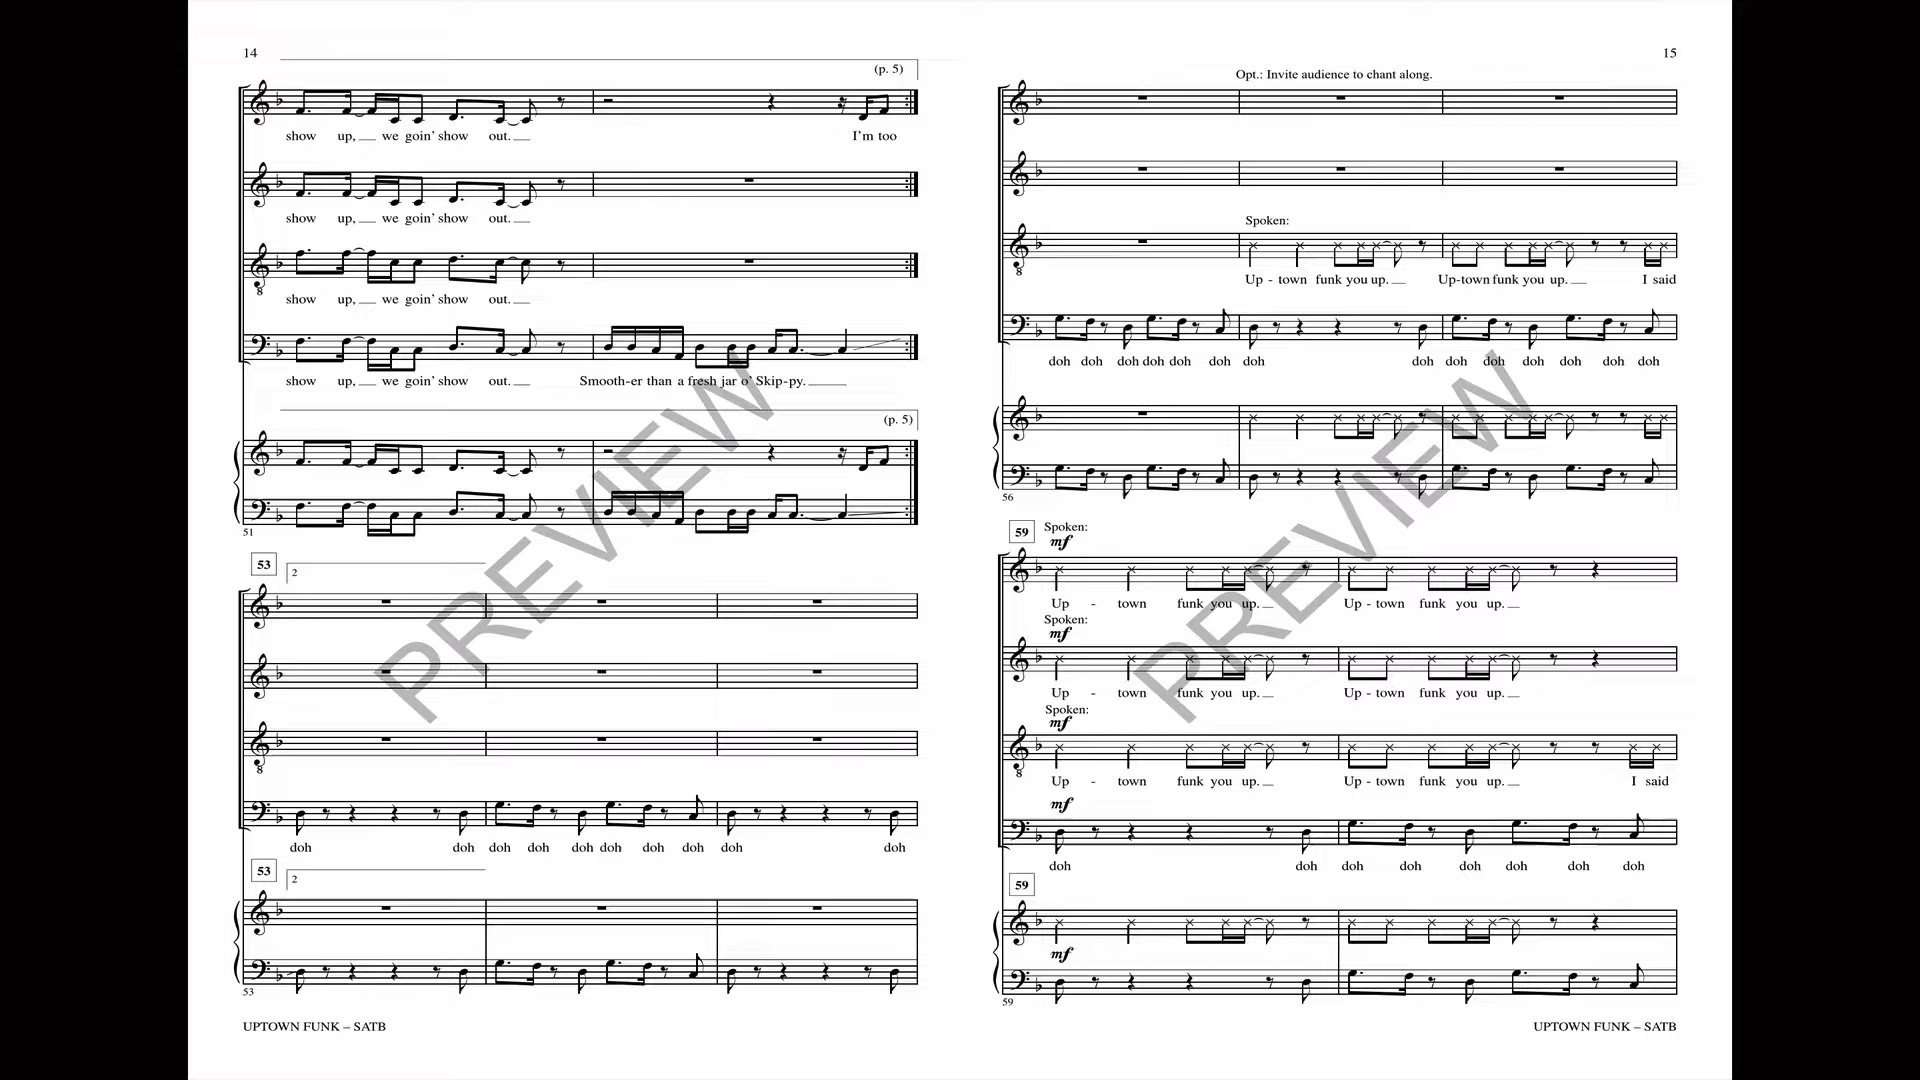 14
(p. 5)
show up, we goin' show out. I'm too
show up, we goin' show out.
show up, we goin' show out.
show up, we goin' show out. Smooth-er than a fresh jar o' Skip-py.
(p. 5)
51
53
2
doh doh doh doh doh doh doh doh doh doh
53
2
53
UPTOWN FUNK – SATB
15
Opt.: Invite audience to chant along.
Spoken:
Up - town funk you up. Up-town funk you up. I said
doh doh doh doh doh doh doh doh doh doh doh doh doh doh
56
59
Spoken:
mf
Up - town funk you up. Up - town funk you up.
Spoken:
mf
Up - town funk you up. Up - town funk you up.
Spoken:
mf
Up - town funk you up. Up - town funk you up. I said
mf
doh doh doh doh doh doh doh doh
59
mf
59
UPTOWN FUNK – SATB
PREVIEW
PREVIEW